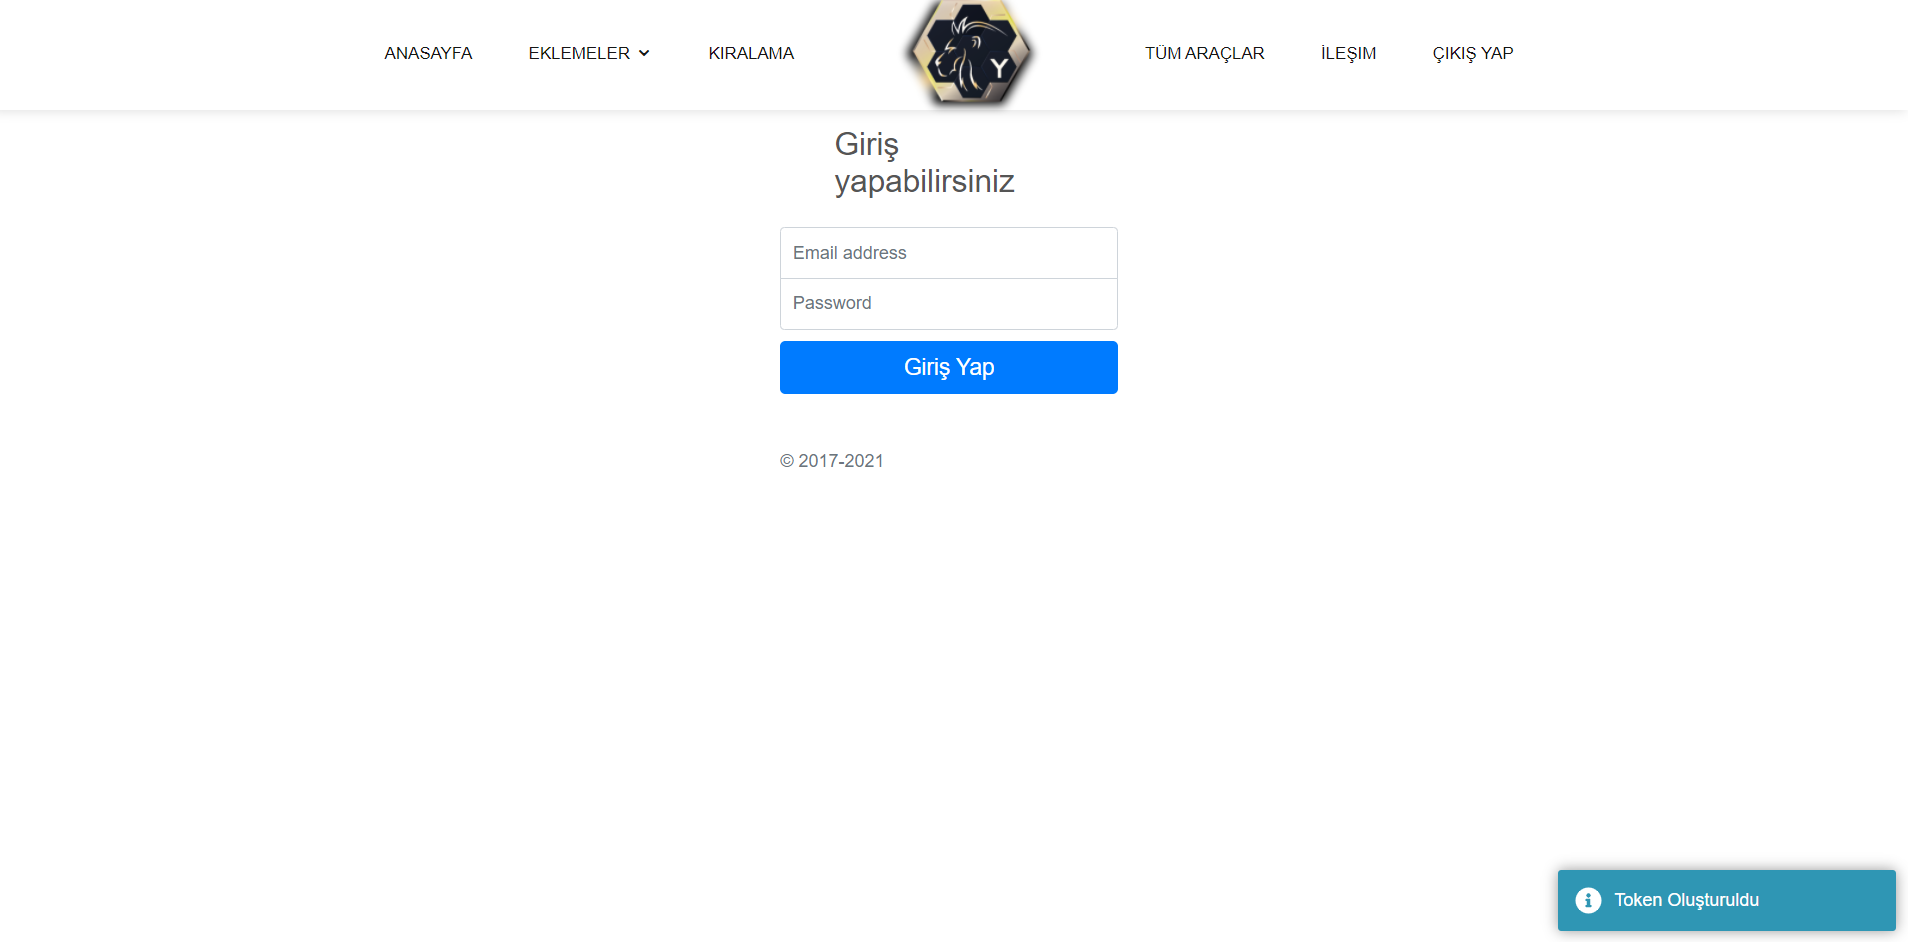 ANASAYFA
EKLEMELER
KIRALAMA
Y
TÜM ARAÇLAR
İLEŞIM
ÇIKIŞ YAP
Giriş
yapabilirsiniz
Email address
Password
Giriş Yap
© 2017-2021
Token Oluşturuldu